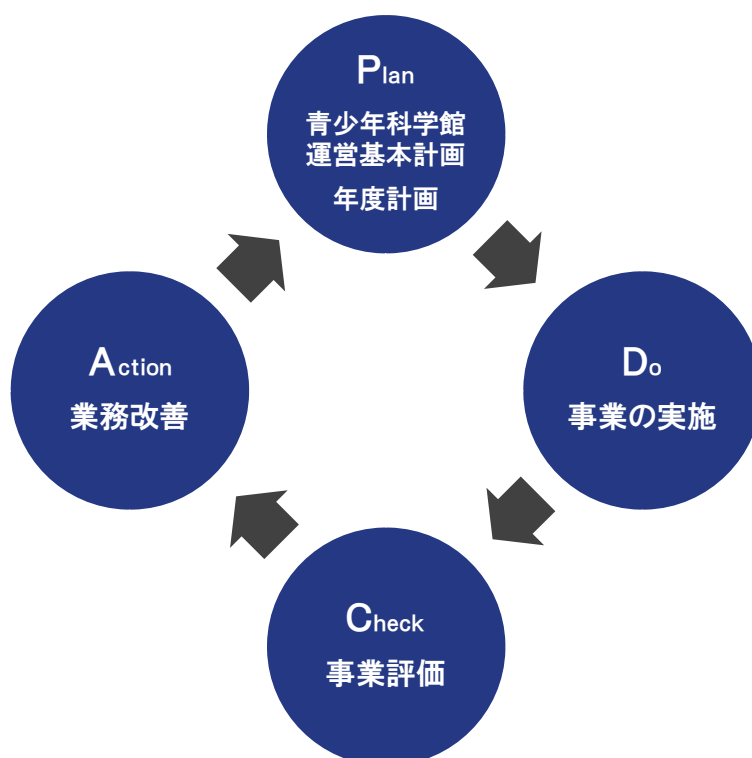 Plan
青少年科学館
運営基本計画
年度計画
Do
事業の実施
Check
事業評価
Action
業務改善